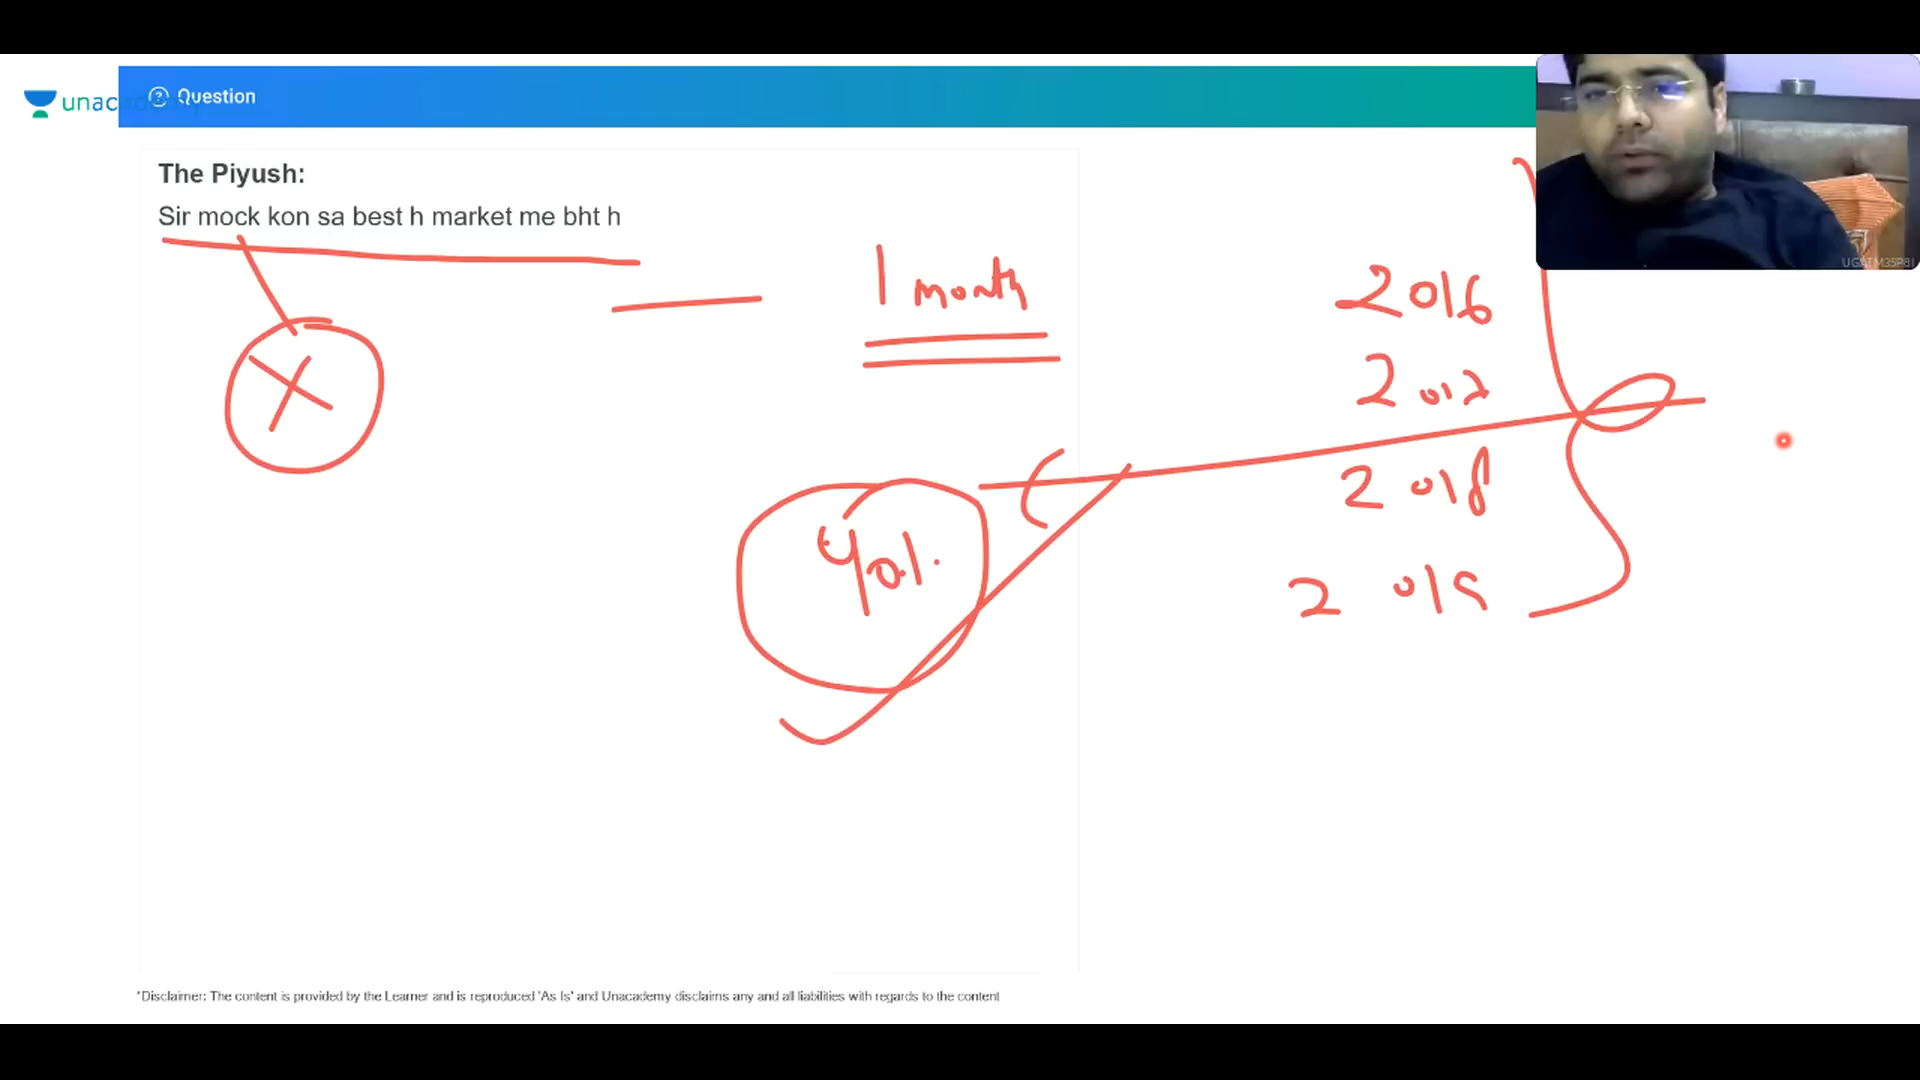 unacademy
Question
The Piyush:
Sir mock kon sa best h market me bht h
1 month
2016
2017
2018
2019
40%
*Disclaimer: The content is provided by the Learner and is reproduced 'As Is' and Unacademy disclaims any and all liabilities with regards to the content